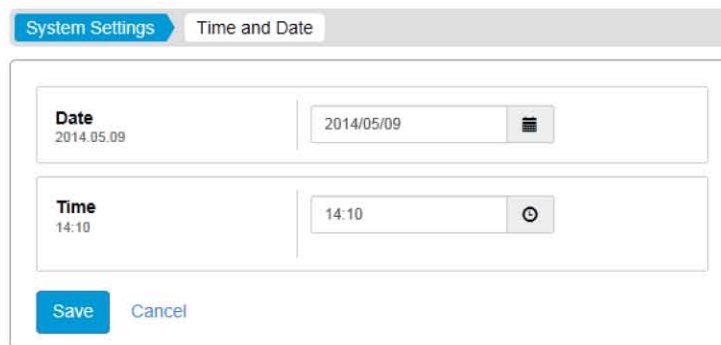 System Settings Time and Date
Date
2014.05.09
2014/05/09
Time
14:10
14:10
Save Cancel